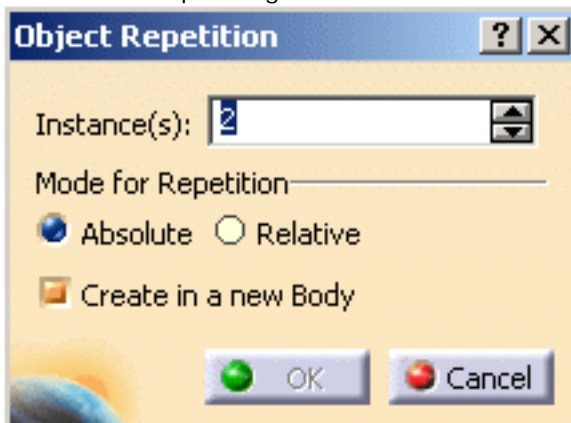 Object Repetition ? X
Instance(s): 2
Mode for Repetition
Absolute Relative
Create in a new Body
OK Cancel